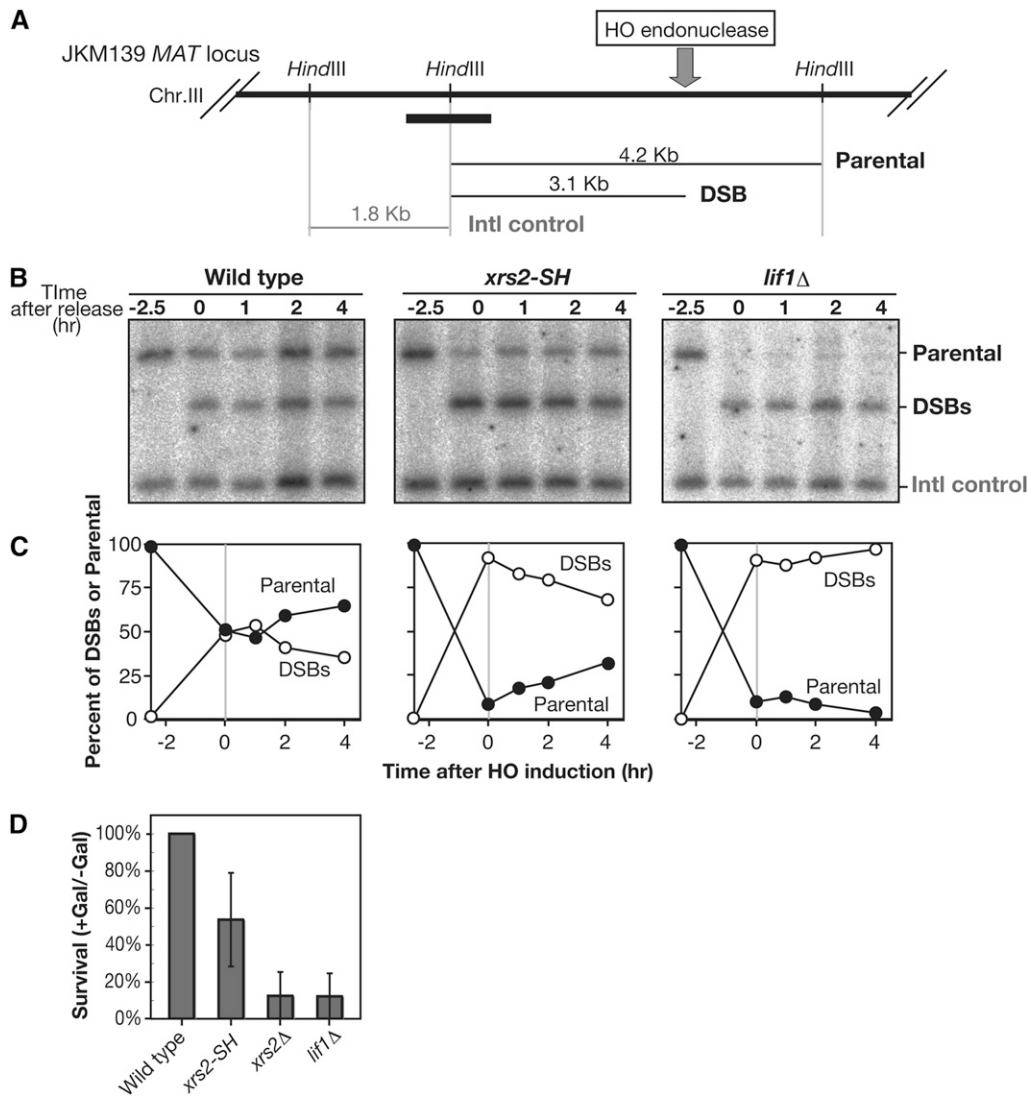 A
JKM139 MAT locus
HO endonuclease
HindIII HindIII HindIII
Chr.III
4.2 Kb Parental
3.1 Kb DSB
1.8 Kb Intl control
B
Wild type xrs2-SH lif1Δ
TIme
after release
(hr)
-2.5 0 1 2 4 -2.5 0 1 2 4 -2.5 0 1 2 4
Parental
DSBs
Intl control
C
Percent of DSBs or Parental
100
75
50
25
0
Parental
DSBs
DSBs
Parental
DSBs
Parental
-2 0 2 4 -2 0 2 4 -2 0 2 4
Time after HO induction (hr)
D
Survival (+Gal/-Gal)
100%
80%
60%
40%
20%
0%
Wild type xrs2-SH xrs2Δ lif1Δ